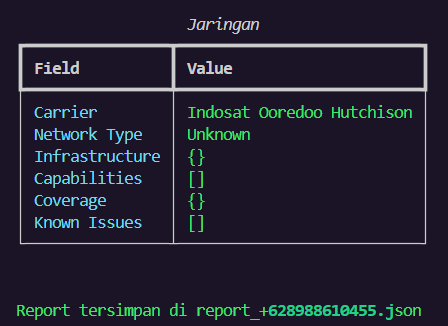 Jaringan
Field Value
Carrier Indosat Ooredoo Hutchison
Network Type Unknown
Infrastructure {}
Capabilities []
Coverage {}
Known Issues []
Report tersimpan di report_+628988610455.json